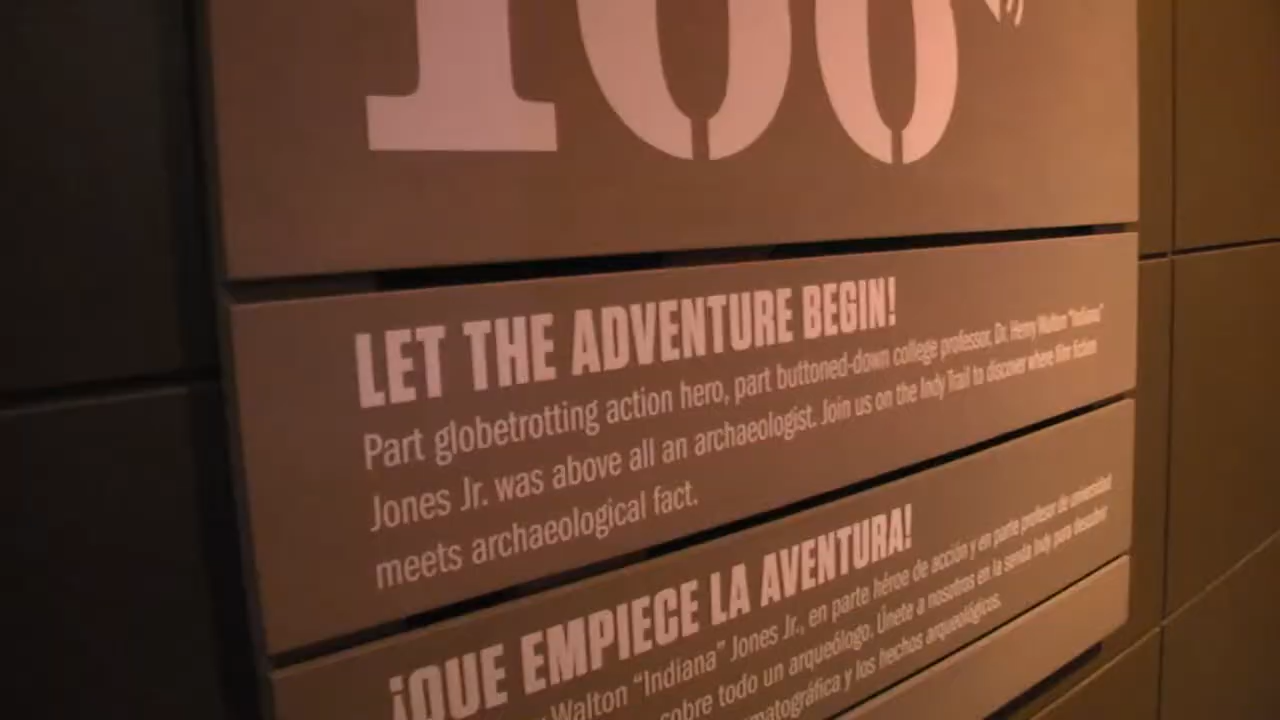 100
LET THE ADVENTURE BEGIN!
Part globetrotting action hero, part buttoned-down college professor, Dr. Henry Walton "Indiana"
Jones Jr. was above all an archaeologist. Join us on the Indy Trail to discover where film fiction
meets archaeological fact.
¡QUE EMPIECE LA AVENTURA!
Walton "Indiana" Jones Jr., en parte héroe de acción y en parte profesor de universidad
sobre todo un arqueólogo. Únete a nosotros en la senda Indy para descubrir
y los hechos arqueológicos.